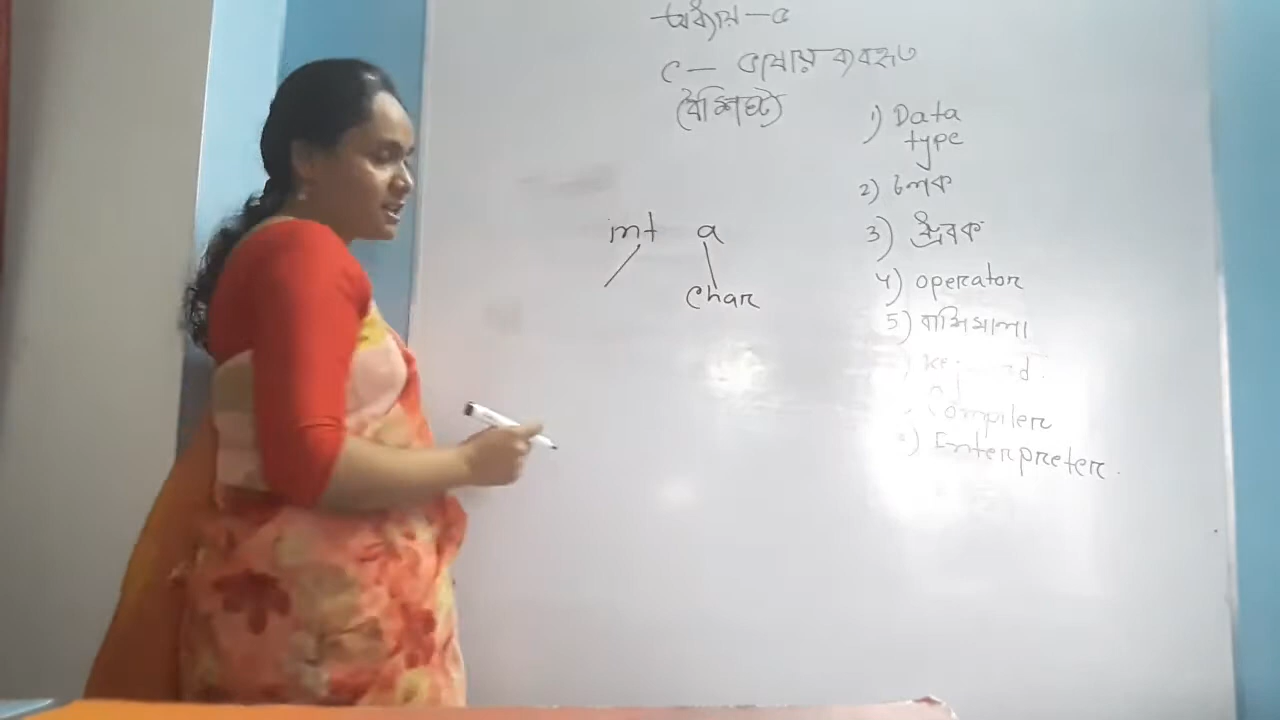 অধ্যায় - ৫
C - ভাষায় ব্যবহৃত
বৈশিষ্ট্য
1) Data
type
2) চলক
3) ধ্রুবক
4) operator
5) রাশিমালা
int a
char
Compiler
Enterpreter.